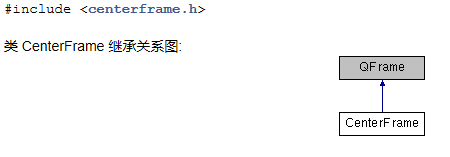 #include <centerframe.h>
类 CenterFrame 继承关系图:
QFrame
CenterFrame